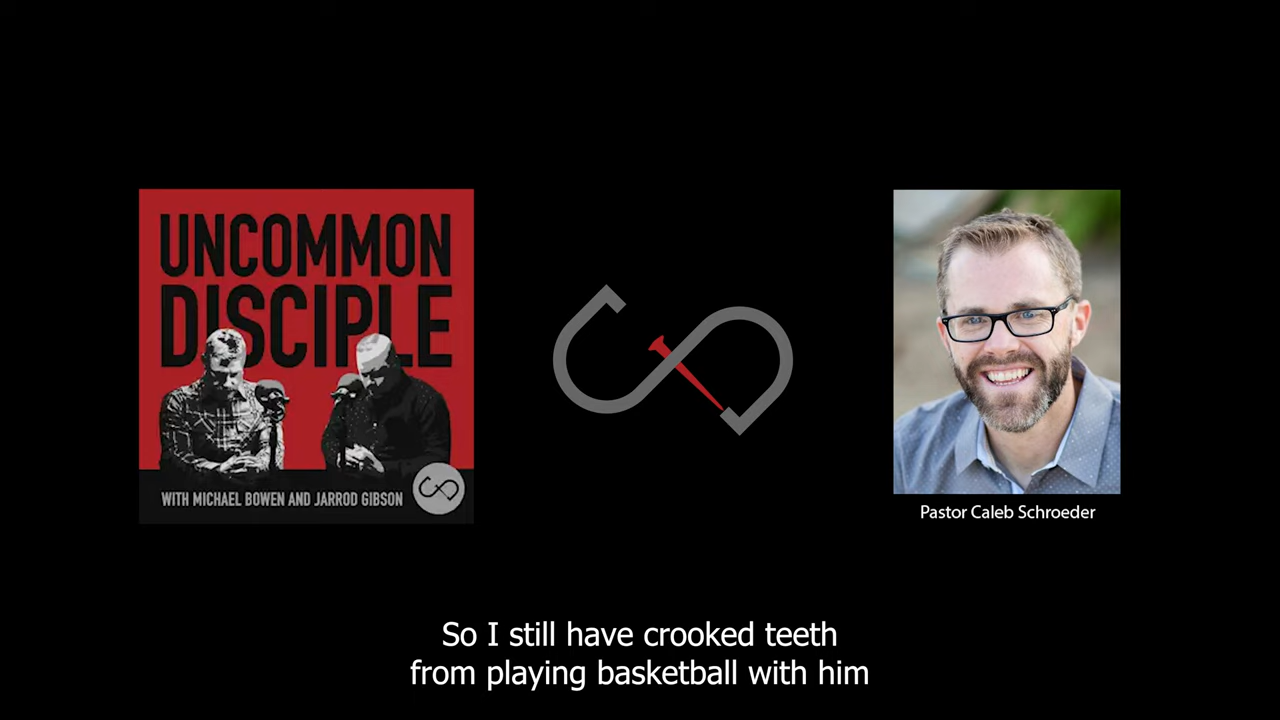 UNCOMMON
DISCIPLE
WITH MICHAEL BOWEN AND JARROD GIBSON
Pastor Caleb Schroeder
So I still have crooked teeth
from playing basketball with him